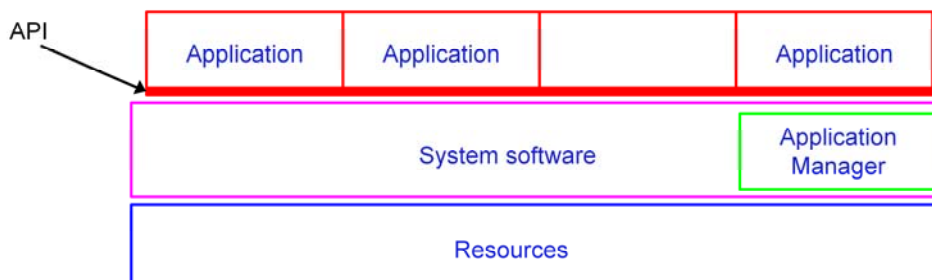 API
Application
Application
Application
System software
Application
Manager
Resources